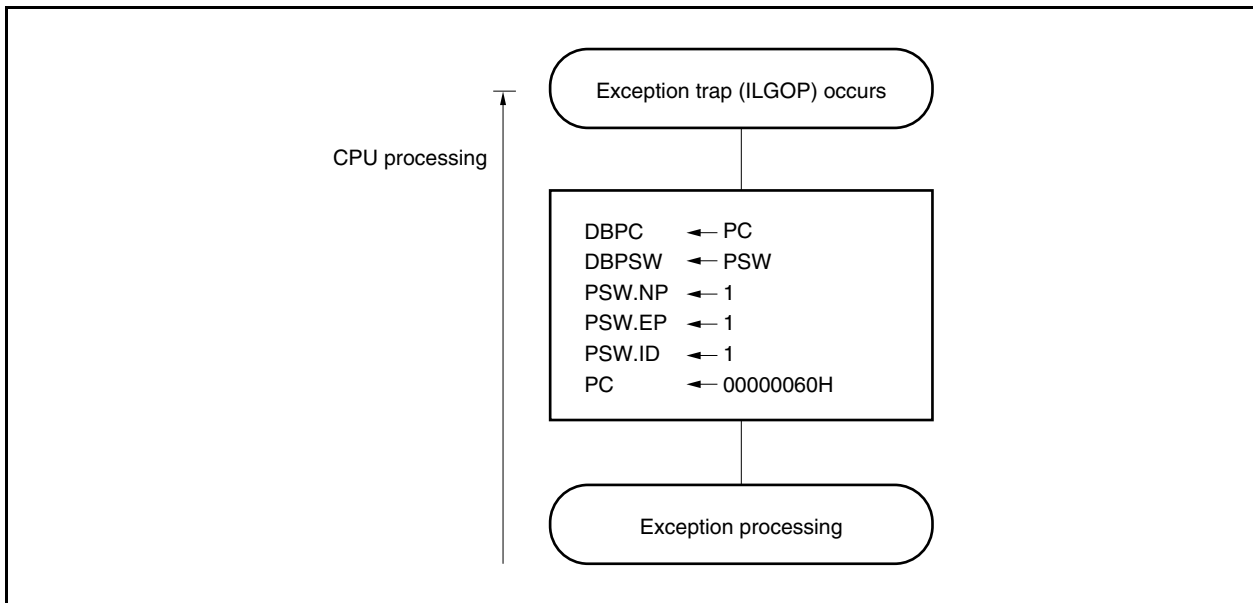 Exception trap (ILGOP) occurs
CPU processing
DBPC ← PC
DBPSW ← PSW
PSW.NP ← 1
PSW.EP ← 1
PSW.ID ← 1
PC ← 00000060H
Exception processing